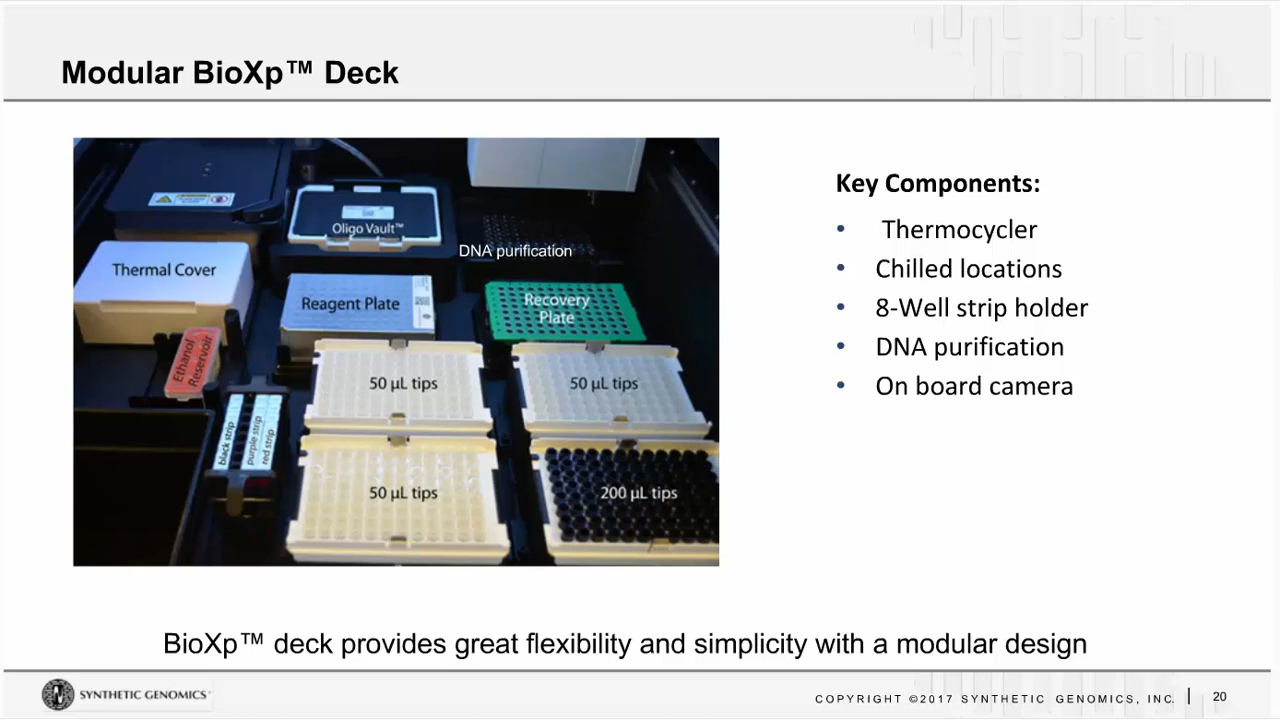 Modular BioXp™ Deck
Oligo Vault™
DNA purification
Thermal Cover
Reagent Plate
Recovery
Plate
Ethanol
Reservoir
50 µL tips
50 µL tips
black strip
purple strip
red strip
50 µL tips
200 µL tips
Key Components:
• Thermocycler
• Chilled locations
• 8-Well strip holder
• DNA purification
• On board camera
BioXp™ deck provides great flexibility and simplicity with a modular design
SYNTHETIC GENOMICS
COPYRIGHT ©2017 SYNTHETIC GENOMICS, INC. | 20